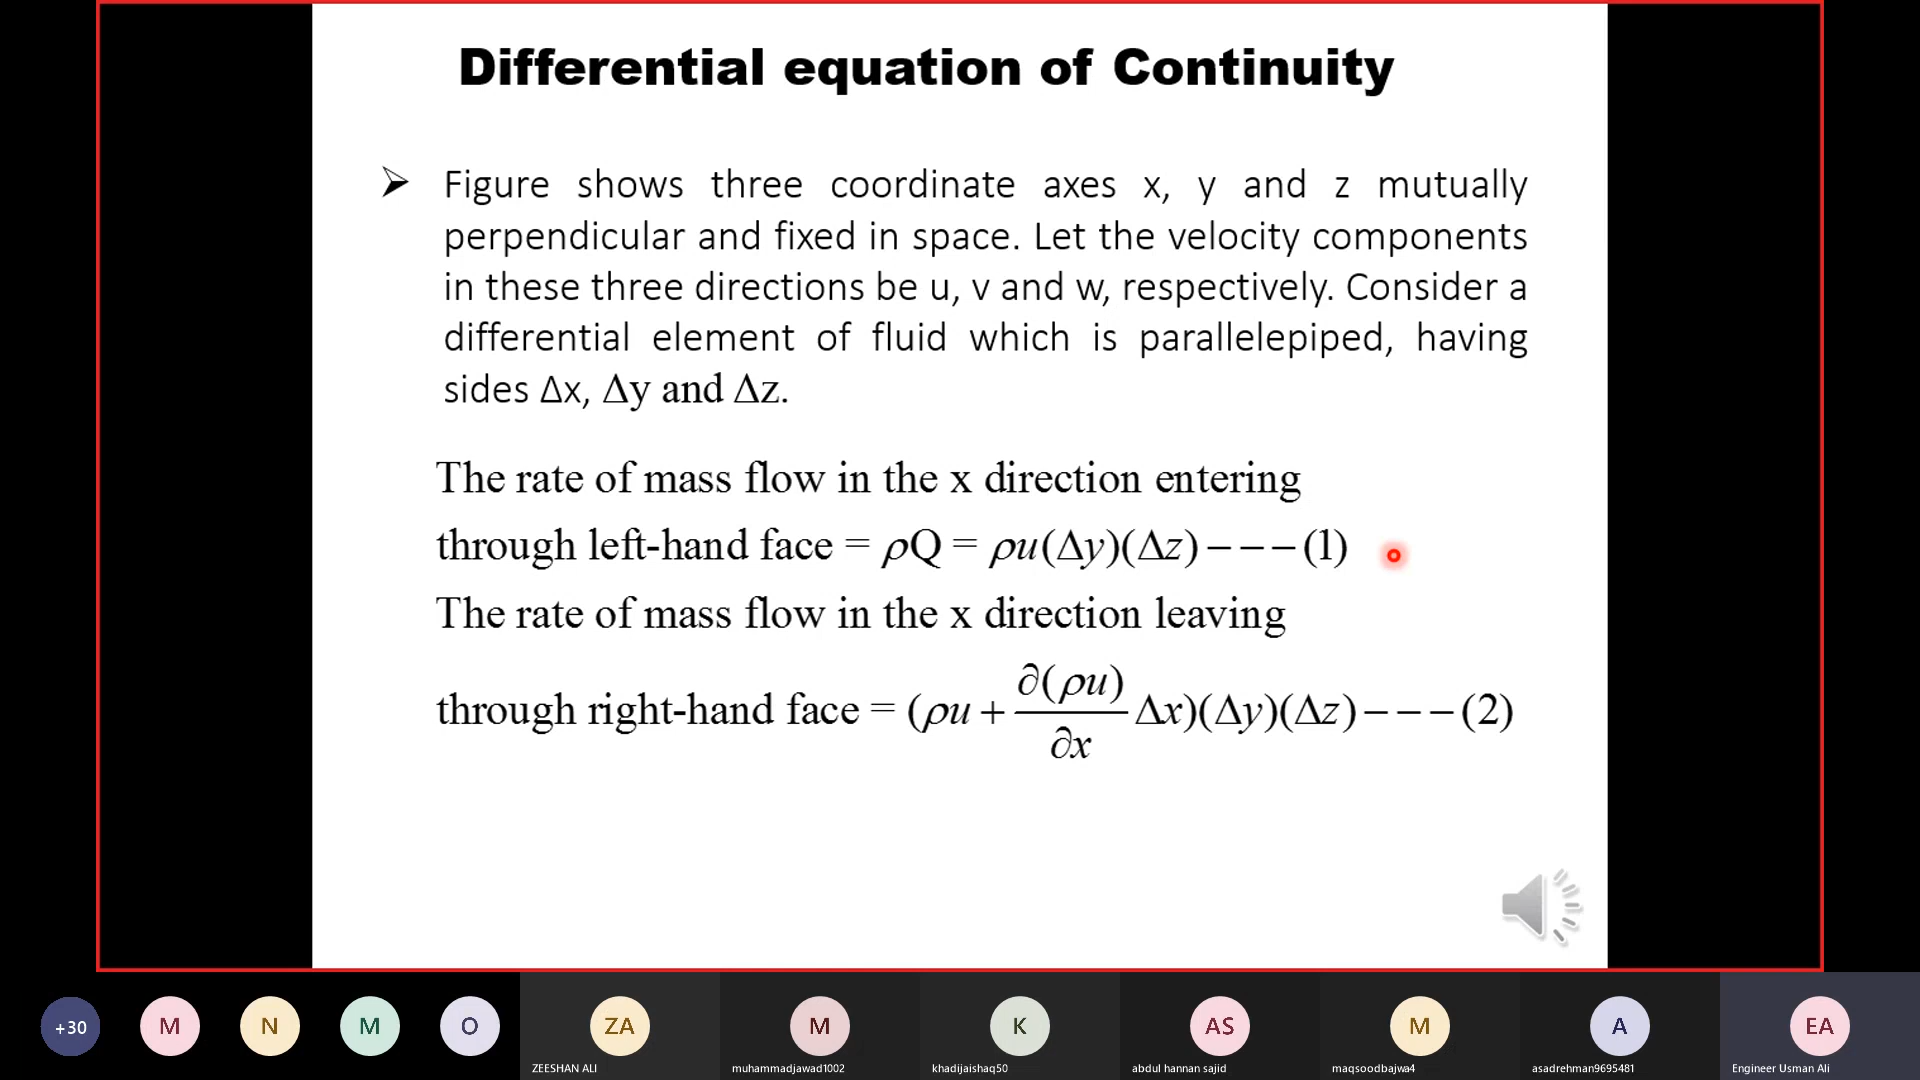 Differential equation of Continuity
➢ Figure shows three coordinate axes x, y and z mutually
perpendicular and fixed in space. Let the velocity components
in these three directions be u, v and w, respectively. Consider a
differential element of fluid which is parallelepiped, having
sides Δx, Δy and Δz.
The rate of mass flow in the x direction entering
through left-hand face = ρQ = ρu(Δy)(Δz)−−−(1)
The rate of mass flow in the x direction leaving
through right-hand face = (ρu + ∂(ρu)/∂x Δx)(Δy)(Δz)−−−(2)
+30 M N M O ZA M K AS M A EA
ZEESHAN ALI muhammadjawad1002 khadijaishaq50 abdul hannan sajid maqsoodbajwa4 asadrehman9695481 Engineer Usman Ali